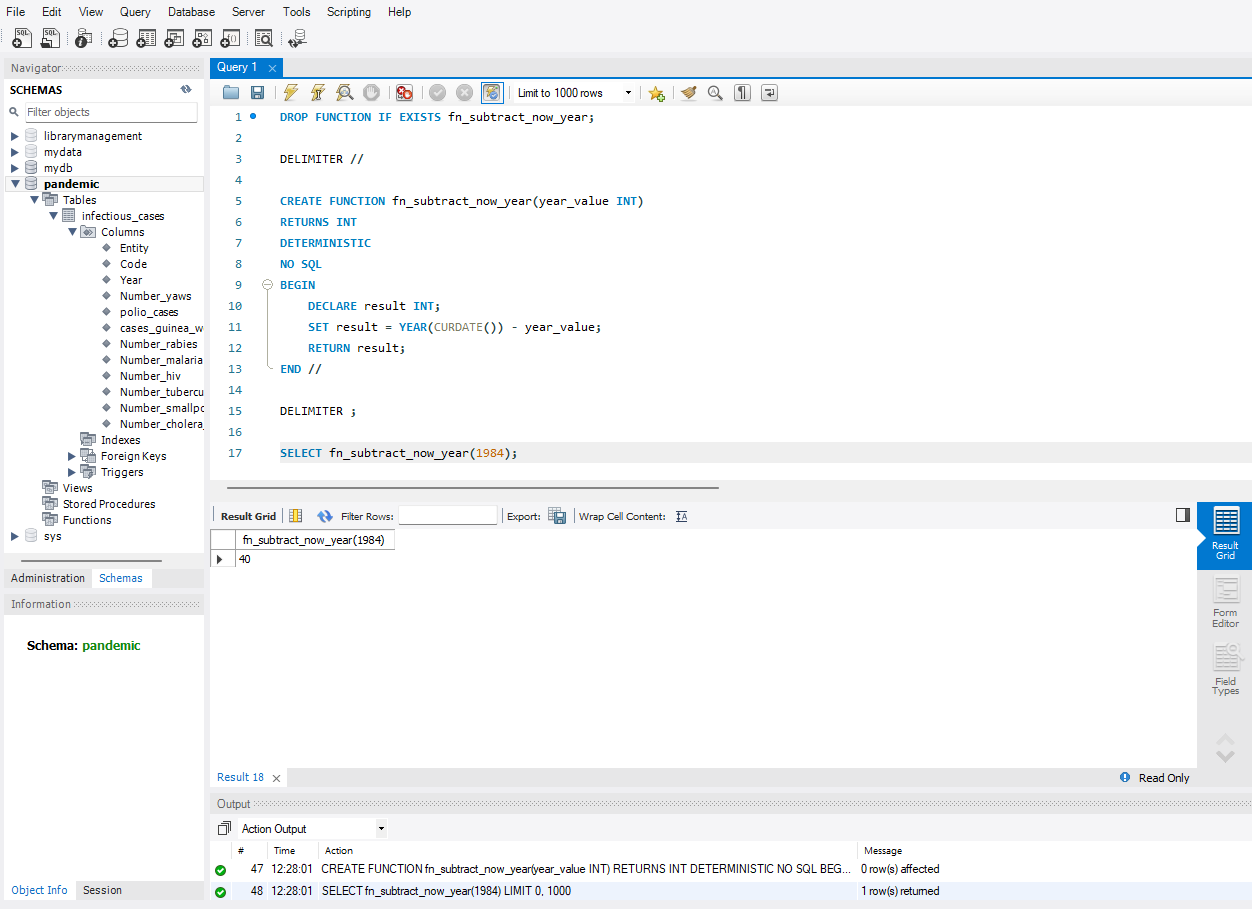 File Edit View Query Database Server Tools Scripting Help
Navigator
SCHEMAS
Filter objects
librarymanagement
mydata
mydb
pandemic
Tables
infectious_cases
Columns
Entity
Code
Year
Number_yaws
polio_cases
cases_guinea_w
Number_rabies
Number_malaria
Number_hiv
Number_tubercu
Number_smallpo
Number_cholera_
Indexes
Foreign Keys
Triggers
Views
Stored Procedures
Functions
sys
Administration Schemas
Information
Schema: pandemic
Object Info Session
Query 1
Limit to 1000 rows
1 DROP FUNCTION IF EXISTS fn_subtract_now_year;
2
3 DELIMITER //
4
5 CREATE FUNCTION fn_subtract_now_year(year_value INT)
6 RETURNS INT
7 DETERMINISTIC
8 NO SQL
9 BEGIN
10 DECLARE result INT;
11 SET result = YEAR(CURDATE()) - year_value;
12 RETURN result;
13 END //
14
15 DELIMITER ;
16
17 SELECT fn_subtract_now_year(1984);
Result Grid Filter Rows: Export: Wrap Cell Content:
fn_subtract_now_year(1984)
40
Result
Grid
Form
Editor
Field
Types
Result 18 Read Only
Output
Action Output
# Time Action Message
47 12:28:01 CREATE FUNCTION fn_subtract_now_year(year_value INT) RETURNS INT DETERMINISTIC NO SQL BEG... 0 row(s) affected
48 12:28:01 SELECT fn_subtract_now_year(1984) LIMIT 0, 1000 1 row(s) returned